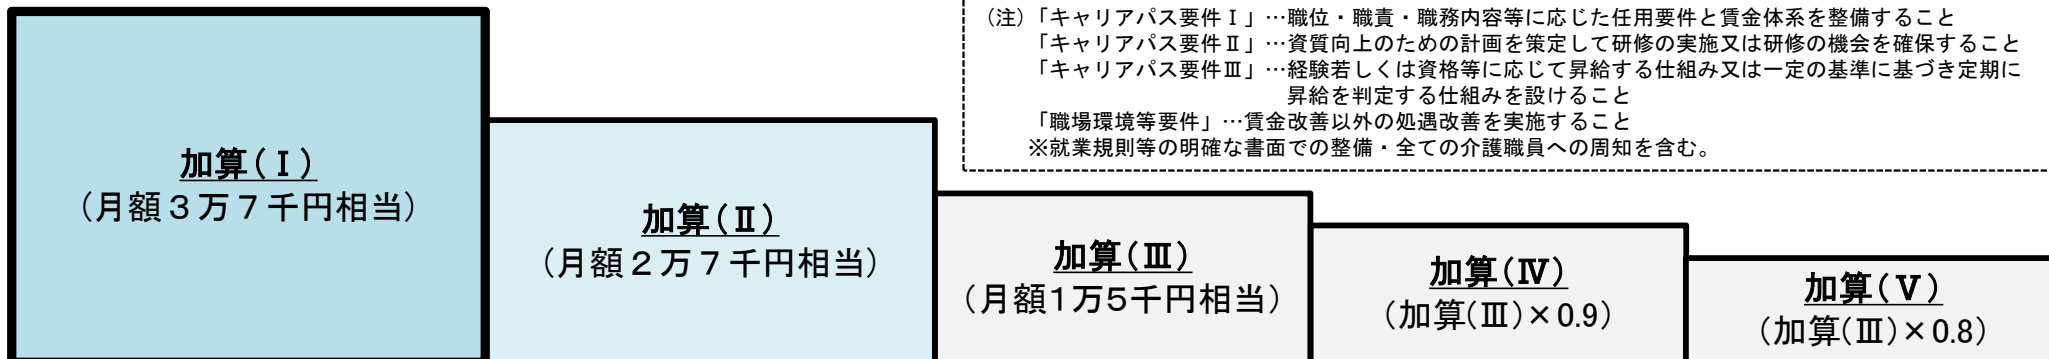 （注）「キャリアパス要件Ⅰ」…職位・職責・職務内容等に応じた任用要件と賃金体系を整備すること
「キャリアパス要件Ⅱ」…資質向上のための計画を策定して研修の実施又は研修の機会を確保すること
「キャリアパス要件Ⅲ」…経験若しくは資格等に応じて昇給する仕組み又は一定の基準に基づき定期に
昇給を判定する仕組みを設けること
「職場環境等要件」…賃金改善以外の処遇改善を実施すること
※就業規則等の明確な書面での整備・全ての介護職員への周知を含む。
加算（Ⅰ）
（月額３万７千円相当）
加算（Ⅱ）
（月額２万７千円相当）
加算（Ⅲ）
（月額1万5千円相当）
加算（Ⅳ）
（加算(Ⅲ)×0.9）
加算（Ⅴ）
（加算(Ⅲ)×0.8）